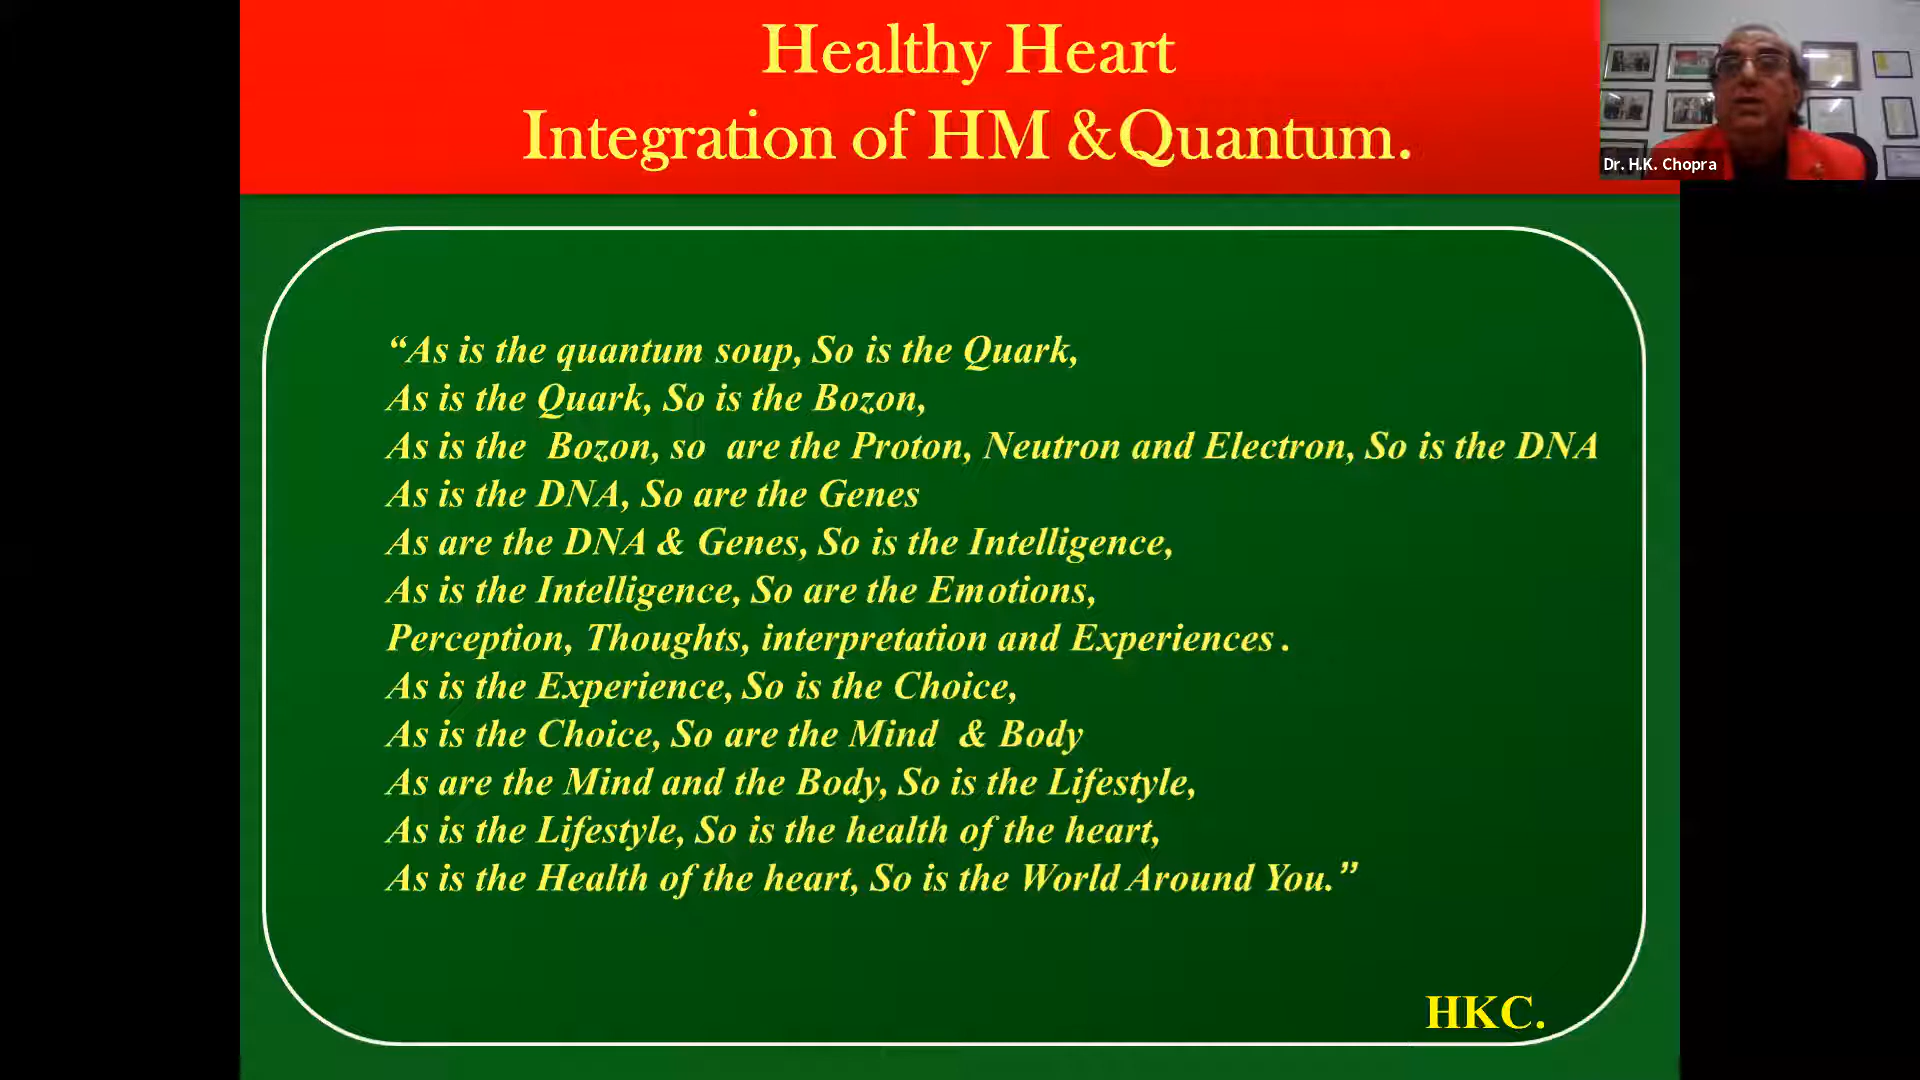 Healthy Heart
Integration of HM &Quantum.
Dr. H.K. Chopra
“As is the quantum soup, So is the Quark,
As is the Quark, So is the Bozon,
As is the Bozon, so are the Proton, Neutron and Electron, So is the DNA
As is the DNA, So are the Genes
As are the DNA & Genes, So is the Intelligence,
As is the Intelligence, So are the Emotions,
Perception, Thoughts, interpretation and Experiences .
As is the Experience, So is the Choice,
As is the Choice, So are the Mind & Body
As are the Mind and the Body, So is the Lifestyle,
As is the Lifestyle, So is the health of the heart,
As is the Health of the heart, So is the World Around You.”
HKC.